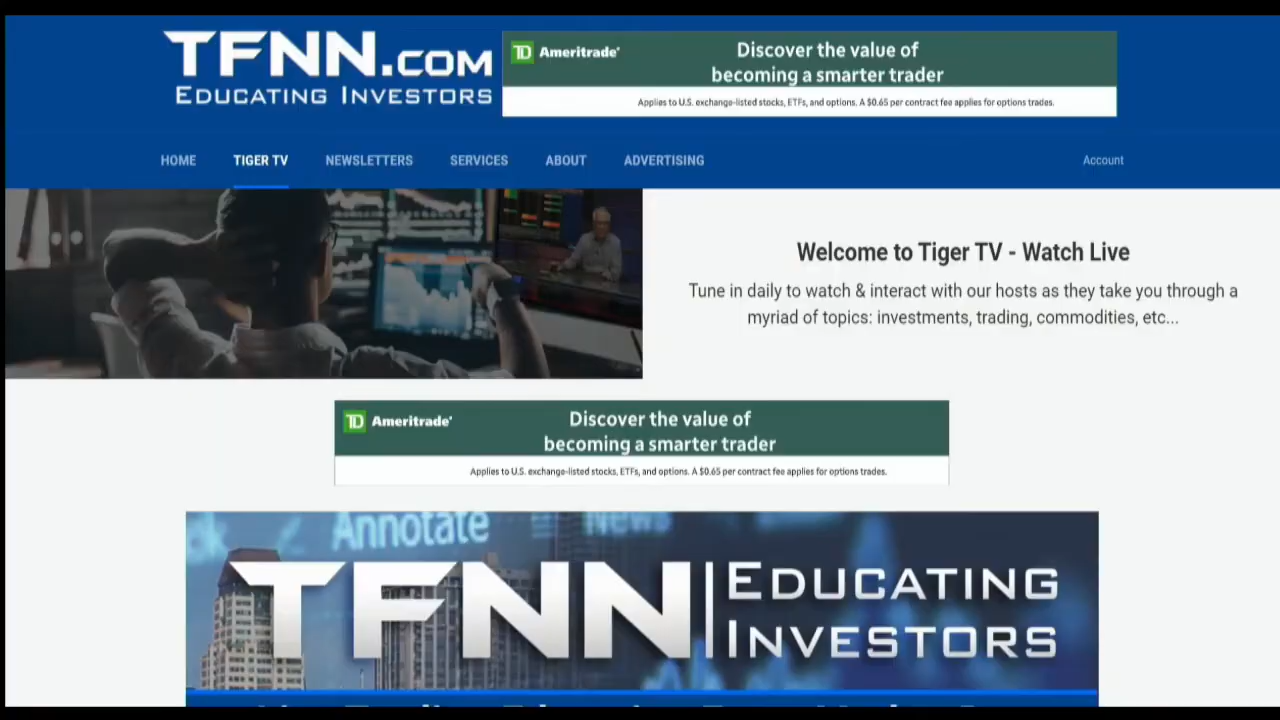 TFNN.COM
EDUCATING INVESTORS
TD Ameritrade
Discover the value of
becoming a smarter trader
Applies to U.S. exchange-listed stocks, ETFs, and options. A $0.65 per contract fee applies for options trades.
HOME TIGER TV NEWSLETTERS SERVICES ABOUT ADVERTISING Account
Welcome to Tiger TV - Watch Live
Tune in daily to watch & interact with our hosts as they take you through a
myriad of topics: investments, trading, commodities, etc...
TD Ameritrade
Discover the value of
becoming a smarter trader
Applies to U.S. exchange-listed stocks, ETFs, and options. A $0.65 per contract fee applies for options trades.
Annotate News
TFNN EDUCATING
INVESTORS